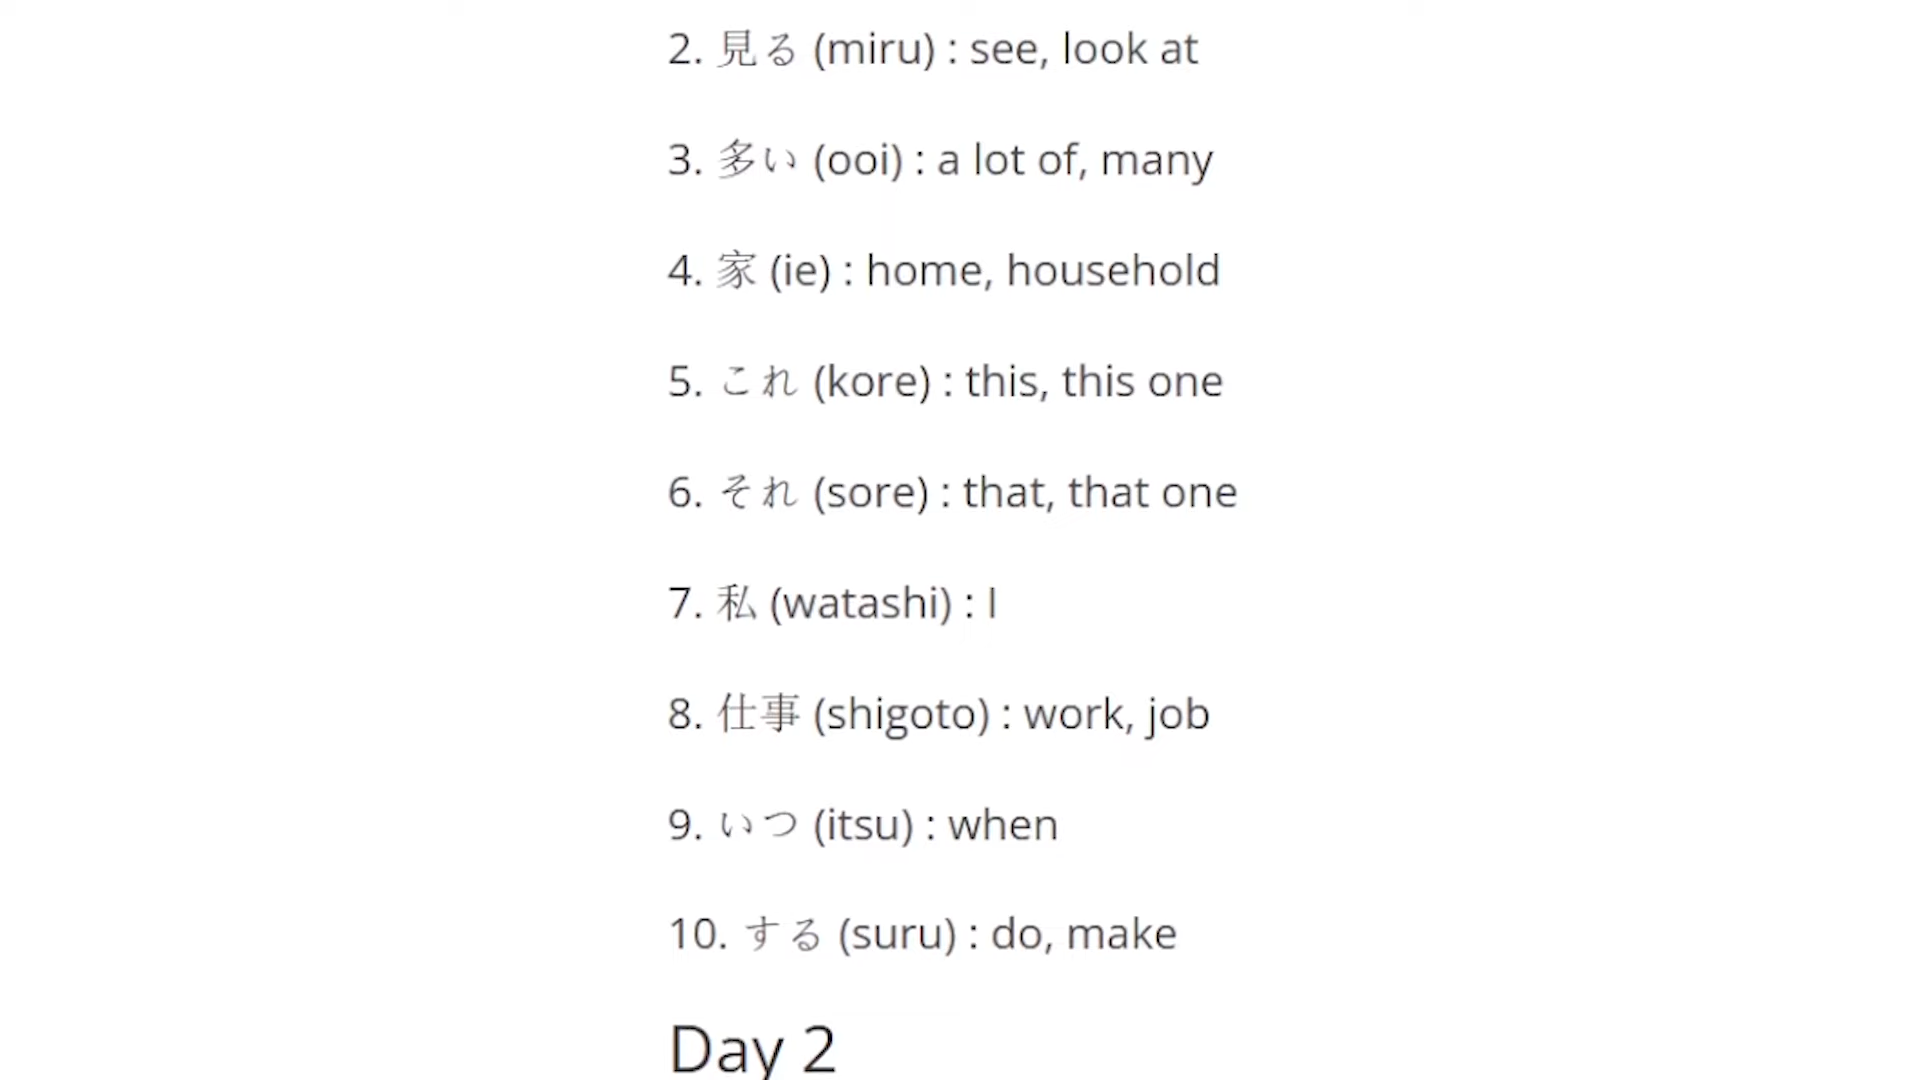 2. 見る (miru) : see, look at
3. 多い (ooi) : a lot of, many
4. 家 (ie) : home, household
5. これ (kore) : this, this one
6. それ (sore) : that, that one
7. 私 (watashi) : I
8. 仕事 (shigoto) : work, job
9. いつ (itsu) : when
10. する (suru) : do, make
Day 2